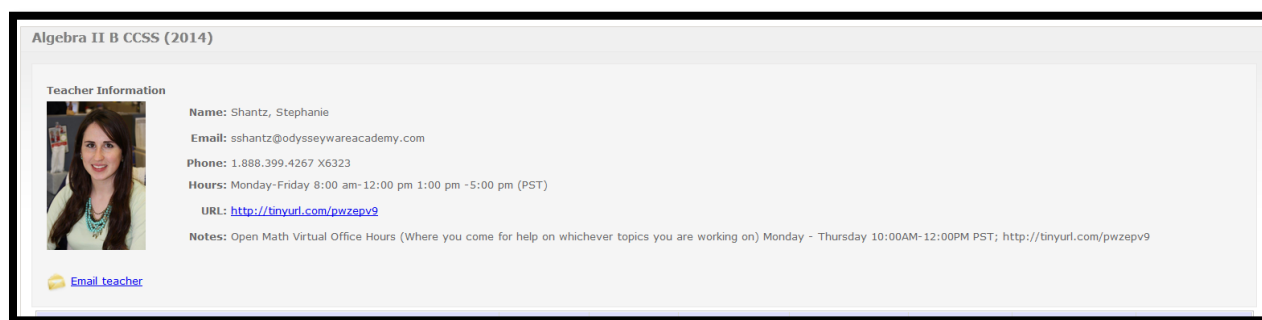 Algebra II B CCSS (2014)
Teacher Information
Name: Shantz, Stephanie
Email: sshantz@odysseywareacademy.com
Phone: 1.888.399.4267 X6323
Hours: Monday-Friday 8:00 am-12:00 pm 1:00 pm -5:00 pm (PST)
URL: http://tinyurl.com/pwzepv9
Notes: Open Math Virtual Office Hours (Where you come for help on whichever topics you are working on) Monday - Thursday 10:00AM-12:00PM PST; http://tinyurl.com/pwzepv9
Email teacher